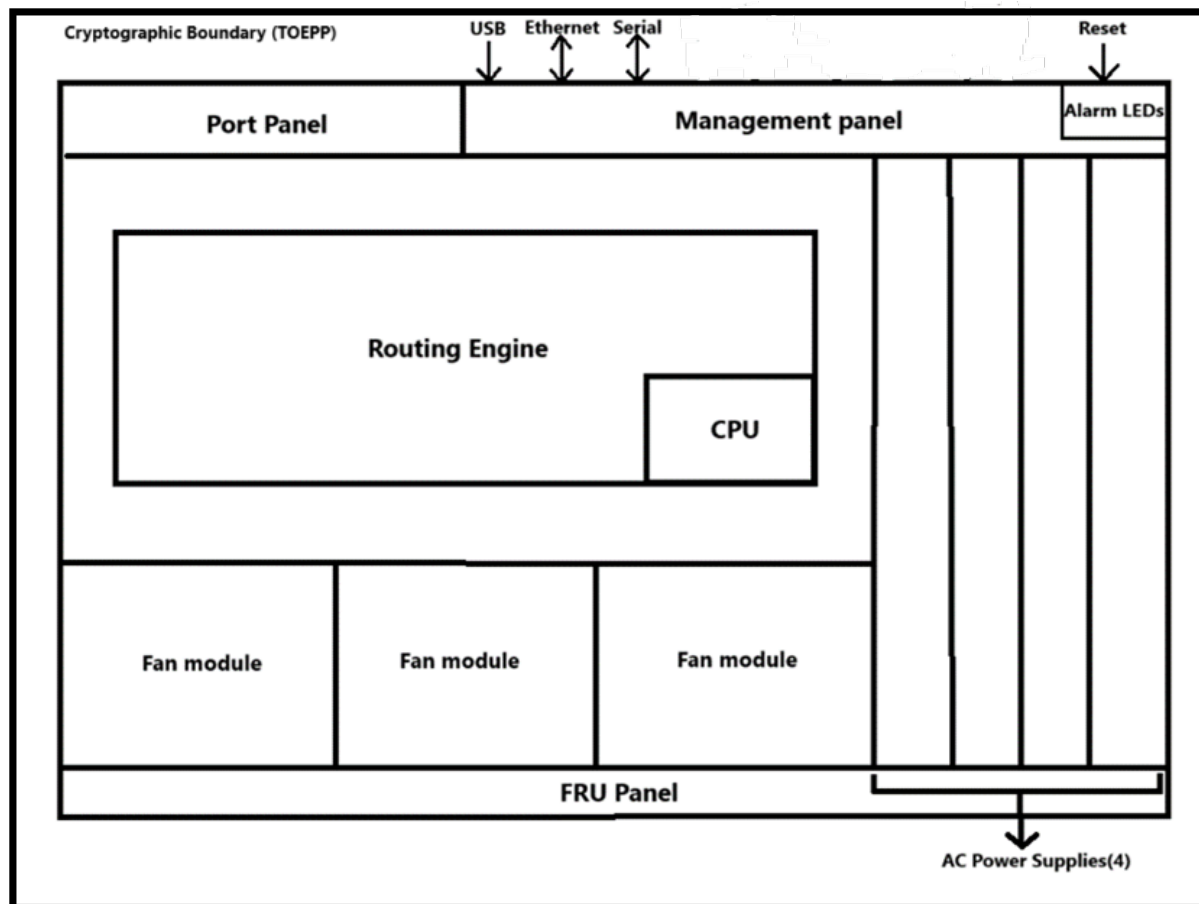 Cryptographic Boundary (TOEPP)
USB
Ethernet
Serial
Reset
Port Panel
Management panel
Alarm LEDs
Routing Engine
CPU
Fan module
Fan module
Fan module
FRU Panel
AC Power Supplies(4)